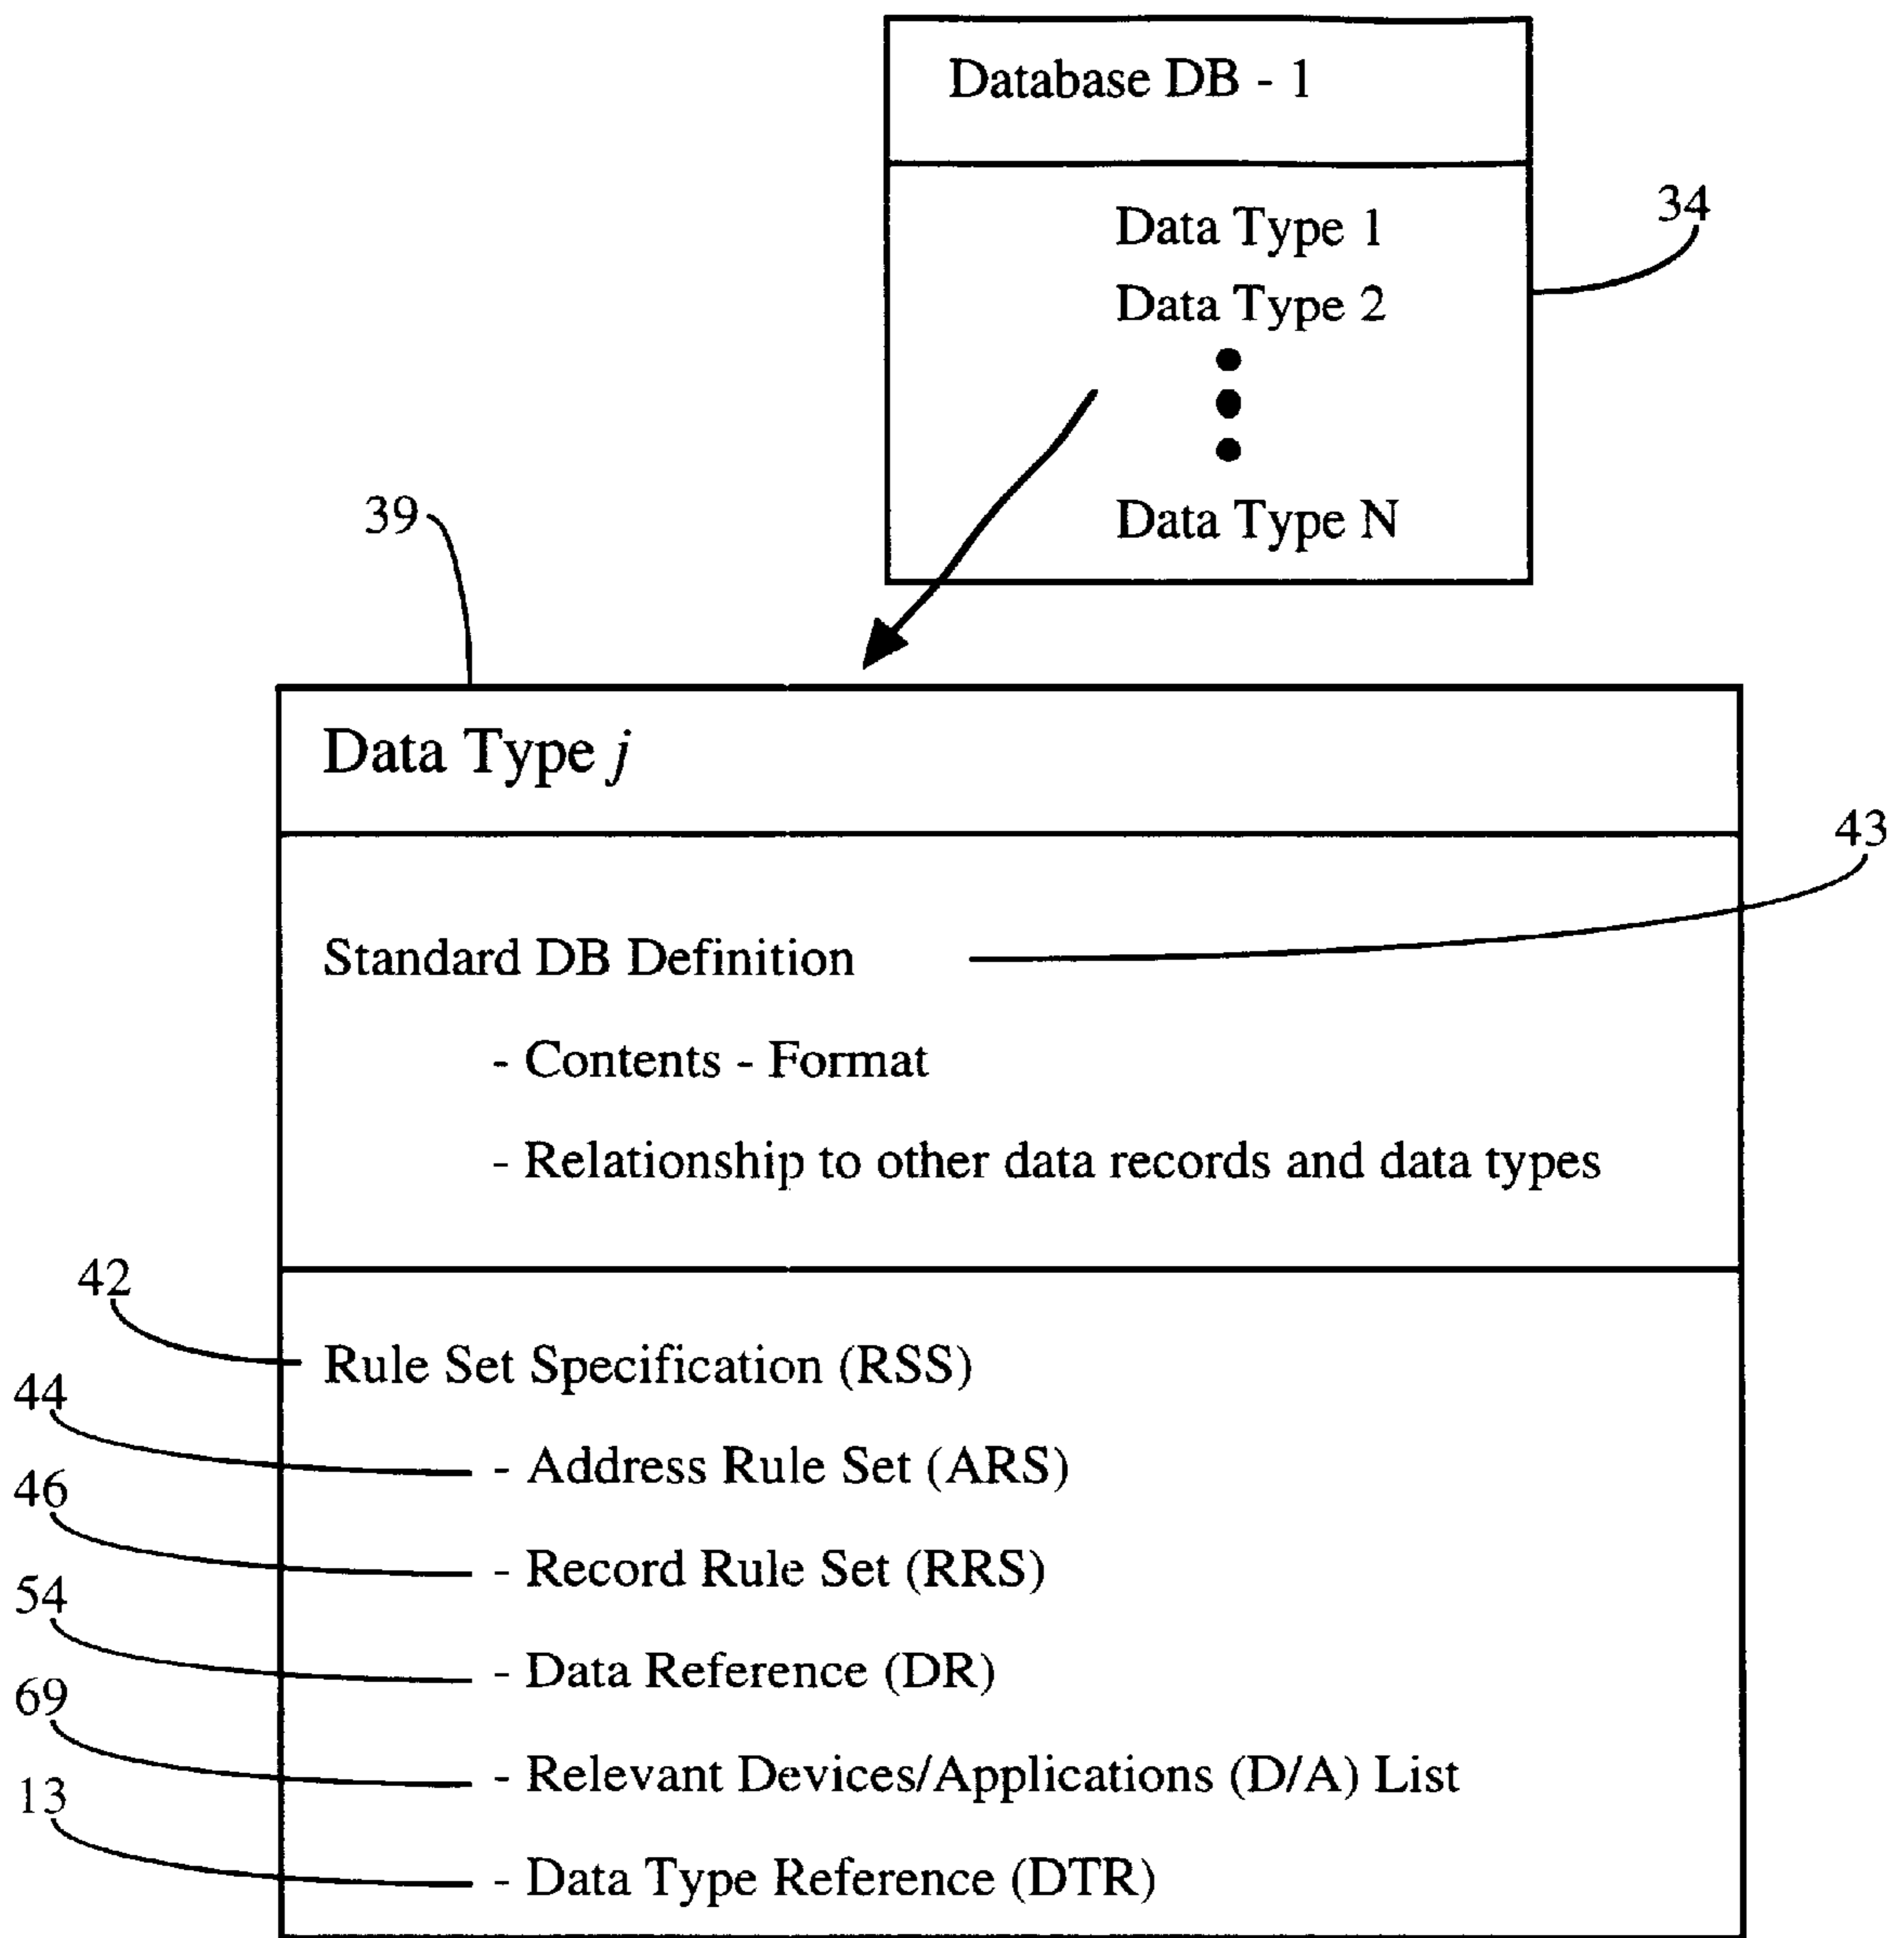 Database DB - 1
Data Type 1
34
Data Type 2
Data Type N
39
Data Type j
43
Standard DB Definition
- Contents - Format
- Relationship to other data records and data types
42
Rule Set Specification (RSS)
44
- Address Rule Set (ARS)
46
- Record Rule Set (RRS)
54
- Data Reference (DR)
69
- Relevant Devices/Applications (D/A) List
13
- Data Type Reference (DTR)